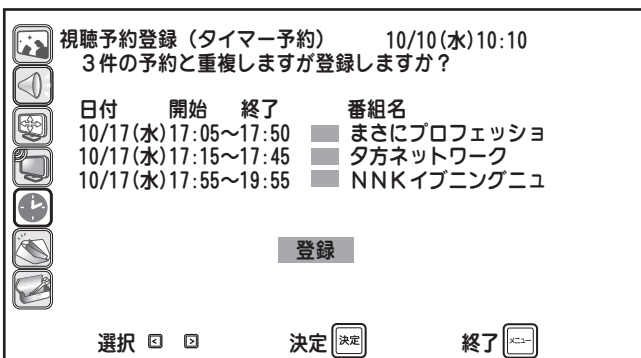 視聴予約登録（タイマー予約） 10/10(水)10:10
３件の予約と重複しますが登録しますか？
日付 開始 終了 番組名
10/17(水)17:05～17:50 まさにプロフェッショ
10/17(水)17:15～17:45 夕方ネットワーク
10/17(水)17:55～19:55 ＮＮＫイブニングニュ
登録
選択 決定 決定 終了 メニュー